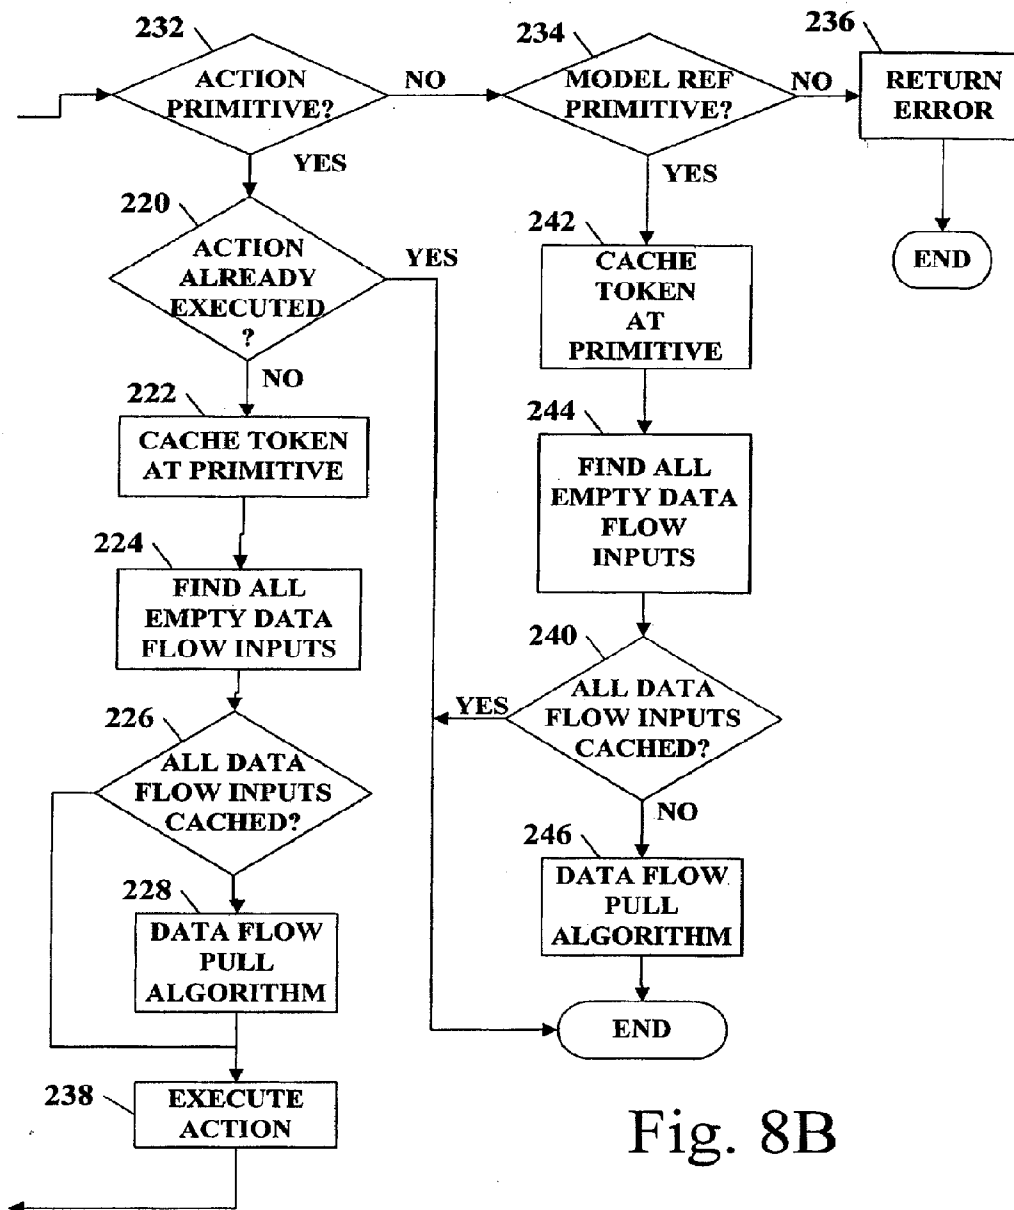 232
ACTION
PRIMITIVE?
NO
YES
234
MODEL REF
PRIMITIVE?
NO
YES
236
RETURN
ERROR
END
220
ACTION
ALREADY
EXECUTED
?
YES
NO
242
CACHE
TOKEN
AT
PRIMITIVE
222
CACHE TOKEN
AT PRIMITIVE
244
FIND ALL
EMPTY DATA
FLOW
INPUTS
224
FIND ALL
EMPTY DATA
FLOW INPUTS
240
ALL DATA
FLOW INPUTS
CACHED?
YES
NO
226
ALL DATA
FLOW INPUTS
CACHED?
246
DATA FLOW
PULL
ALGORITHM
228
DATA FLOW
PULL
ALGORITHM
END
238
EXECUTE
ACTION
Fig. 8B